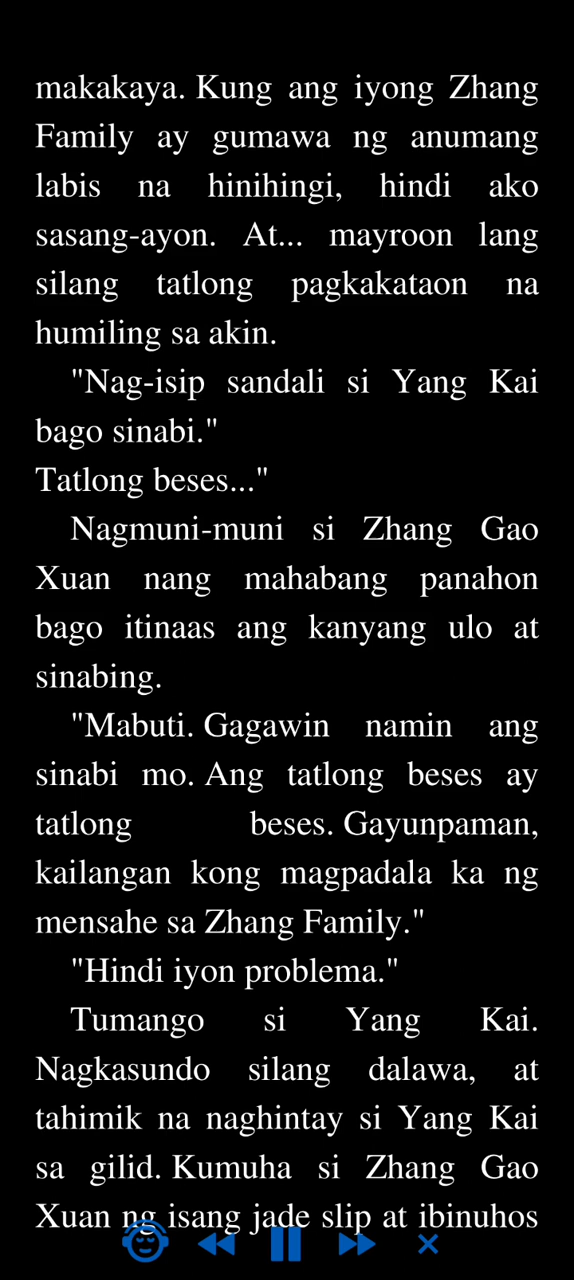 makakaya. Kung ang iyong Zhang
Family ay gumawa ng anumang
labis na hinihingi, hindi ako
sasang-ayon. At... mayroon lang
silang tatlong pagkakataon na
humiling sa akin.
"Nag-isip sandali si Yang Kai
bago sinabi."
Tatlong beses..."
Nagmuni-muni si Zhang Gao
Xuan nang mahabang panahon
bago itinaas ang kanyang ulo at
sinabing.
"Mabuti. Gagawin namin ang
sinabi mo. Ang tatlong beses ay
tatlong beses. Gayunpaman,
kailangan kong magpadala ka ng
mensahe sa Zhang Family."
"Hindi iyon problema."
Tumango si Yang Kai.
Nagkasundo silang dalawa, at
tahimik na naghintay si Yang Kai
sa gilid. Kumuha si Zhang Gao
Xuan ng isang jade slip at ibinuhos